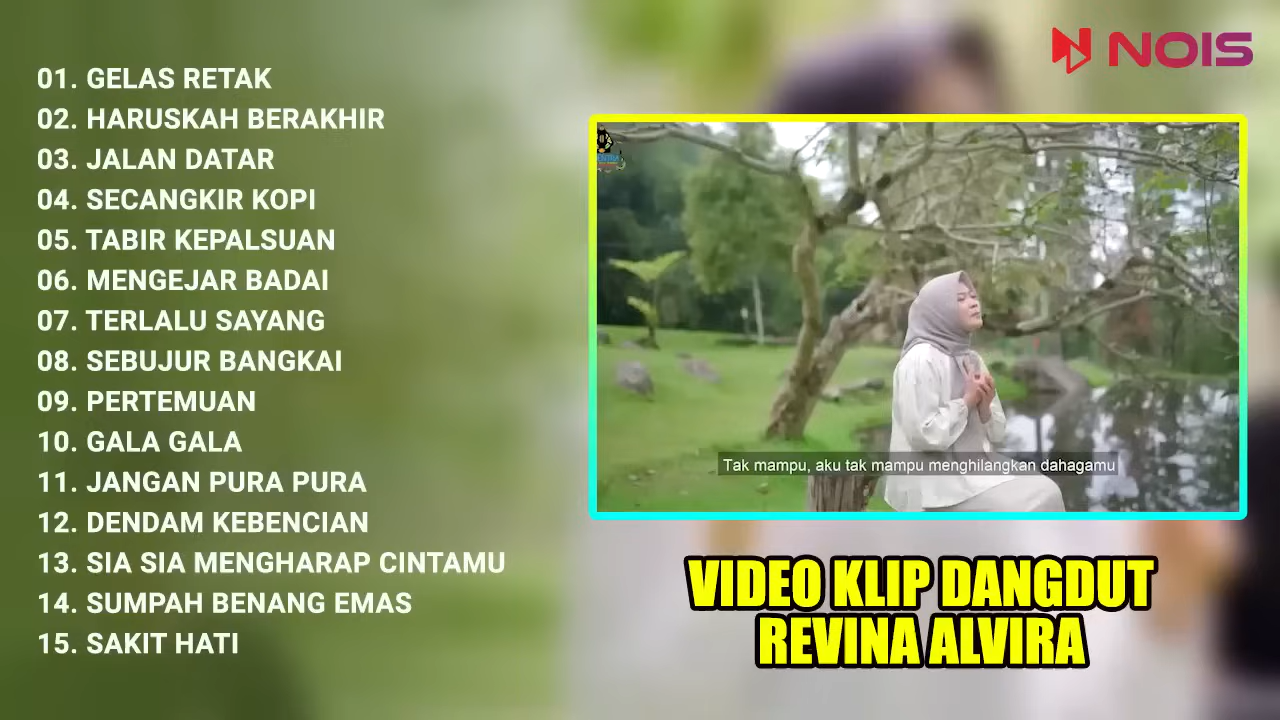 01. GELAS RETAK
02. HARUSKAH BERAKHIR
03. JALAN DATAR
04. SECANGKIR KOPI
05. TABIR KEPALSUAN
06. MENGEJAR BADAI
07. TERLALU SAYANG
08. SEBUJUR BANGKAI
09. PERTEMUAN
10. GALA GALA
11. JANGAN PURA PURA
12. DENDAM KEBENCIAN
13. SIA SIA MENGHARAP CINTAMU
14. SUMPAH BENANG EMAS
15. SAKIT HATI
NOIS
Tak mampu, aku tak mampu menghilangkan dahagamu
VIDEO KLIP DANGDUT
REVINA ALVIRA